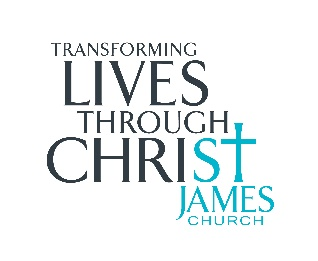 TRANSFORMING
LIVES
THROUGH
CHRIST
JAMES
CHURCH